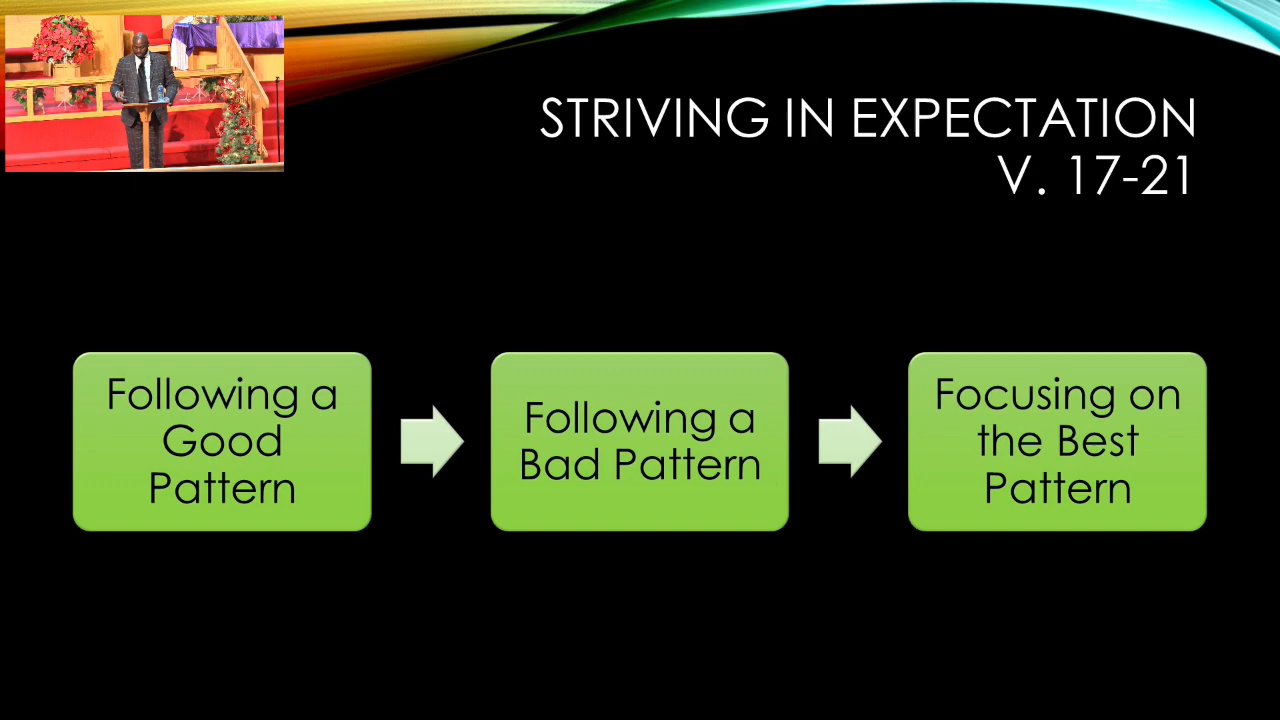 STRIVING IN EXPECTATION
V. 17-21
Following a
Good
Pattern
Following a
Bad Pattern
Focusing on
the Best
Pattern